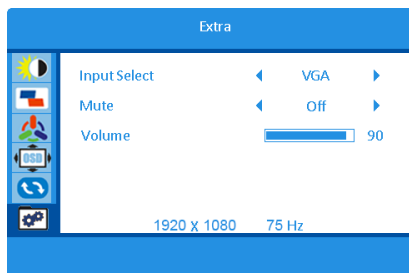 Extra
Input Select VGA
Mute Off
Volume 90
OSD
1920 x 1080 75 Hz